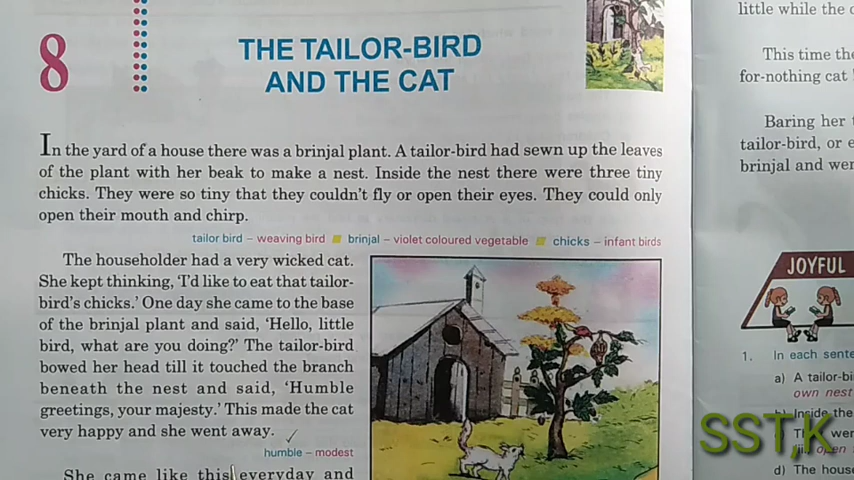 8
THE TAILOR-BIRD
AND THE CAT
In the yard of a house there was a brinjal plant. A tailor-bird had sewn up the leaves
of the plant with her beak to make a nest. Inside the nest there were three tiny
chicks. They were so tiny that they couldn't fly or open their eyes. They could only
open their mouth and chirp.
tailor bird – weaving bird brinjal – violet coloured vegetable chicks – infant birds
The householder had a very wicked cat.
She kept thinking, 'I'd like to eat that tailor-
bird's chicks.' One day she came to the base
of the brinjal plant and said, 'Hello, little
bird, what are you doing?' The tailor-bird
bowed her head till it touched the branch
beneath the nest and said, 'Humble
greetings, your majesty.' This made the cat
very happy and she went away.
humble – modest
She came like this everyday and
little while the
This time the
for-nothing cat
Baring her
tailor-bird, or
brinjal and
JOYFUL
1. In each
a) A
own nest
b) Inside the
d) The
SST,K